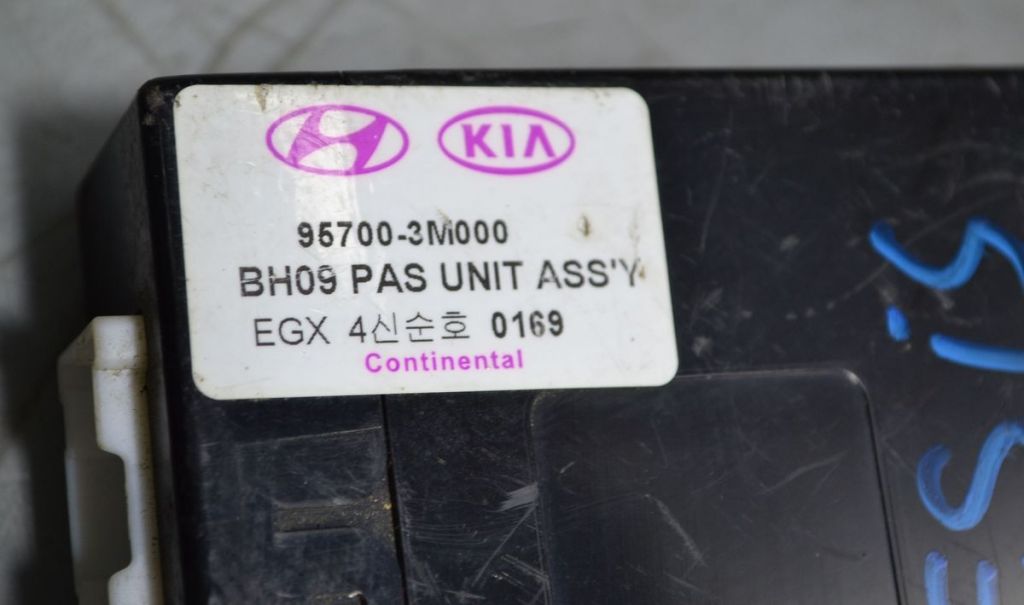 KIA
95700-3M000
BH09 PAS UNIT ASS'Y
EGX 4신순호 0169
Continental